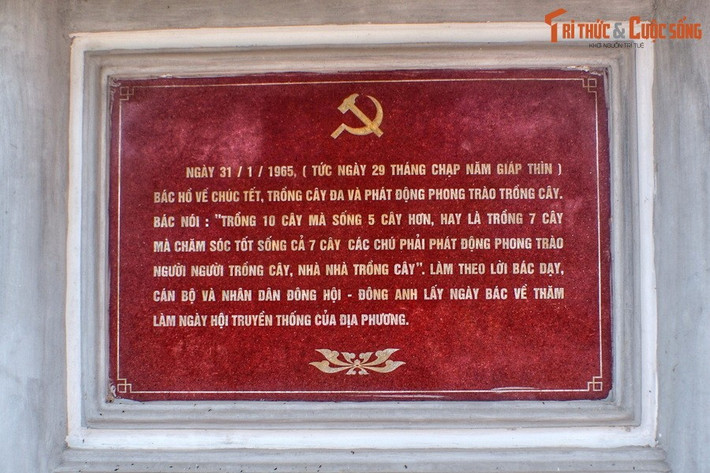 TRI THỨC & CUỘC SỐNG
KHƠI NGUỒN TRI TUỆ
NGÀY 31 / 1 / 1965, ( TỨC NGÀY 29 THÁNG CHẠP NĂM GIÁP THÌN )
BÁC HỒ VỀ CHÚC TẾT, TRỒNG CÂY ĐA VÀ PHÁT ĐỘNG PHONG TRÀO TRỒNG CÂY.
BÁC NÓI : "TRỒNG 10 CÂY MÀ SỐNG 5 CÂY HƠN, HAY LÀ TRỒNG 7 CÂY
MÀ CHĂM SÓC TỐT SỐNG CẢ 7 CÂY CÁC CHÚ PHẢI PHÁT ĐỘNG PHONG TRÀO
NGƯỜI NGƯỜI TRỒNG CÂY, NHÀ NHÀ TRỒNG CÂY". LÀM THEO LỜI BÁC DẠY,
CÁN BỘ VÀ NHÂN DÂN ĐÔNG HỘI - ĐÔNG ANH LẤY NGÀY BÁC VỀ THĂM
LÀM NGÀY HỘI TRUYỀN THỐNG CỦA ĐỊA PHƯƠNG.